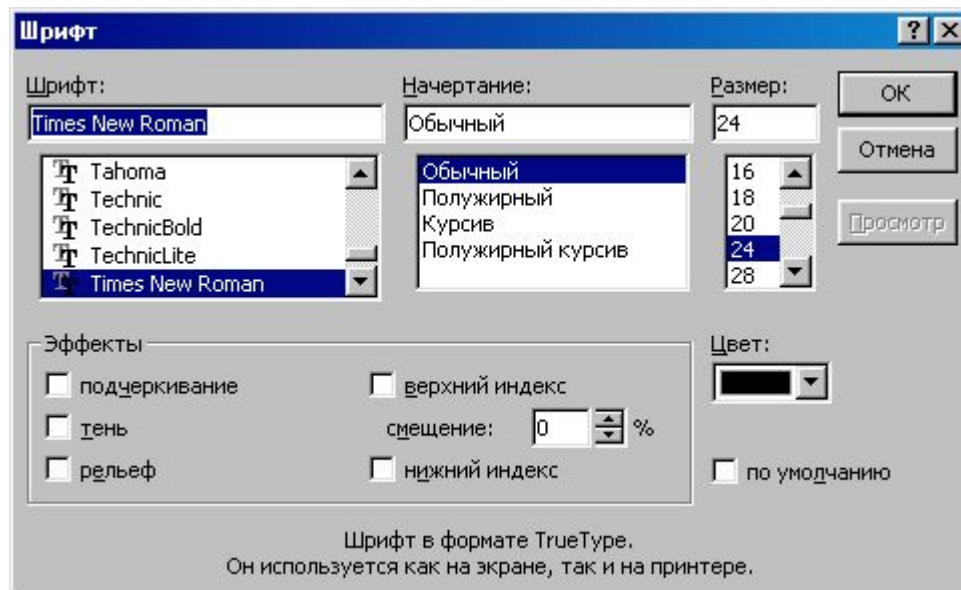 Шрифт
Шрифт:
Times New Roman
Tahoma
Technic
TechnicBold
TechnicLite
Times New Roman
Начертание:
Обычный
Обычный
Полужирный
Курсив
Полужирный курсив
Размер:
24
16
18
20
24
28
ОК
Отмена
Просмотр
Эффекты
подчеркивание
тень
рельеф
верхний индекс
смещение: 0 %
нижний индекс
Цвет:
по умолчанию
Шрифт в формате TrueType.
Он используется как на экране, так и на принтере.